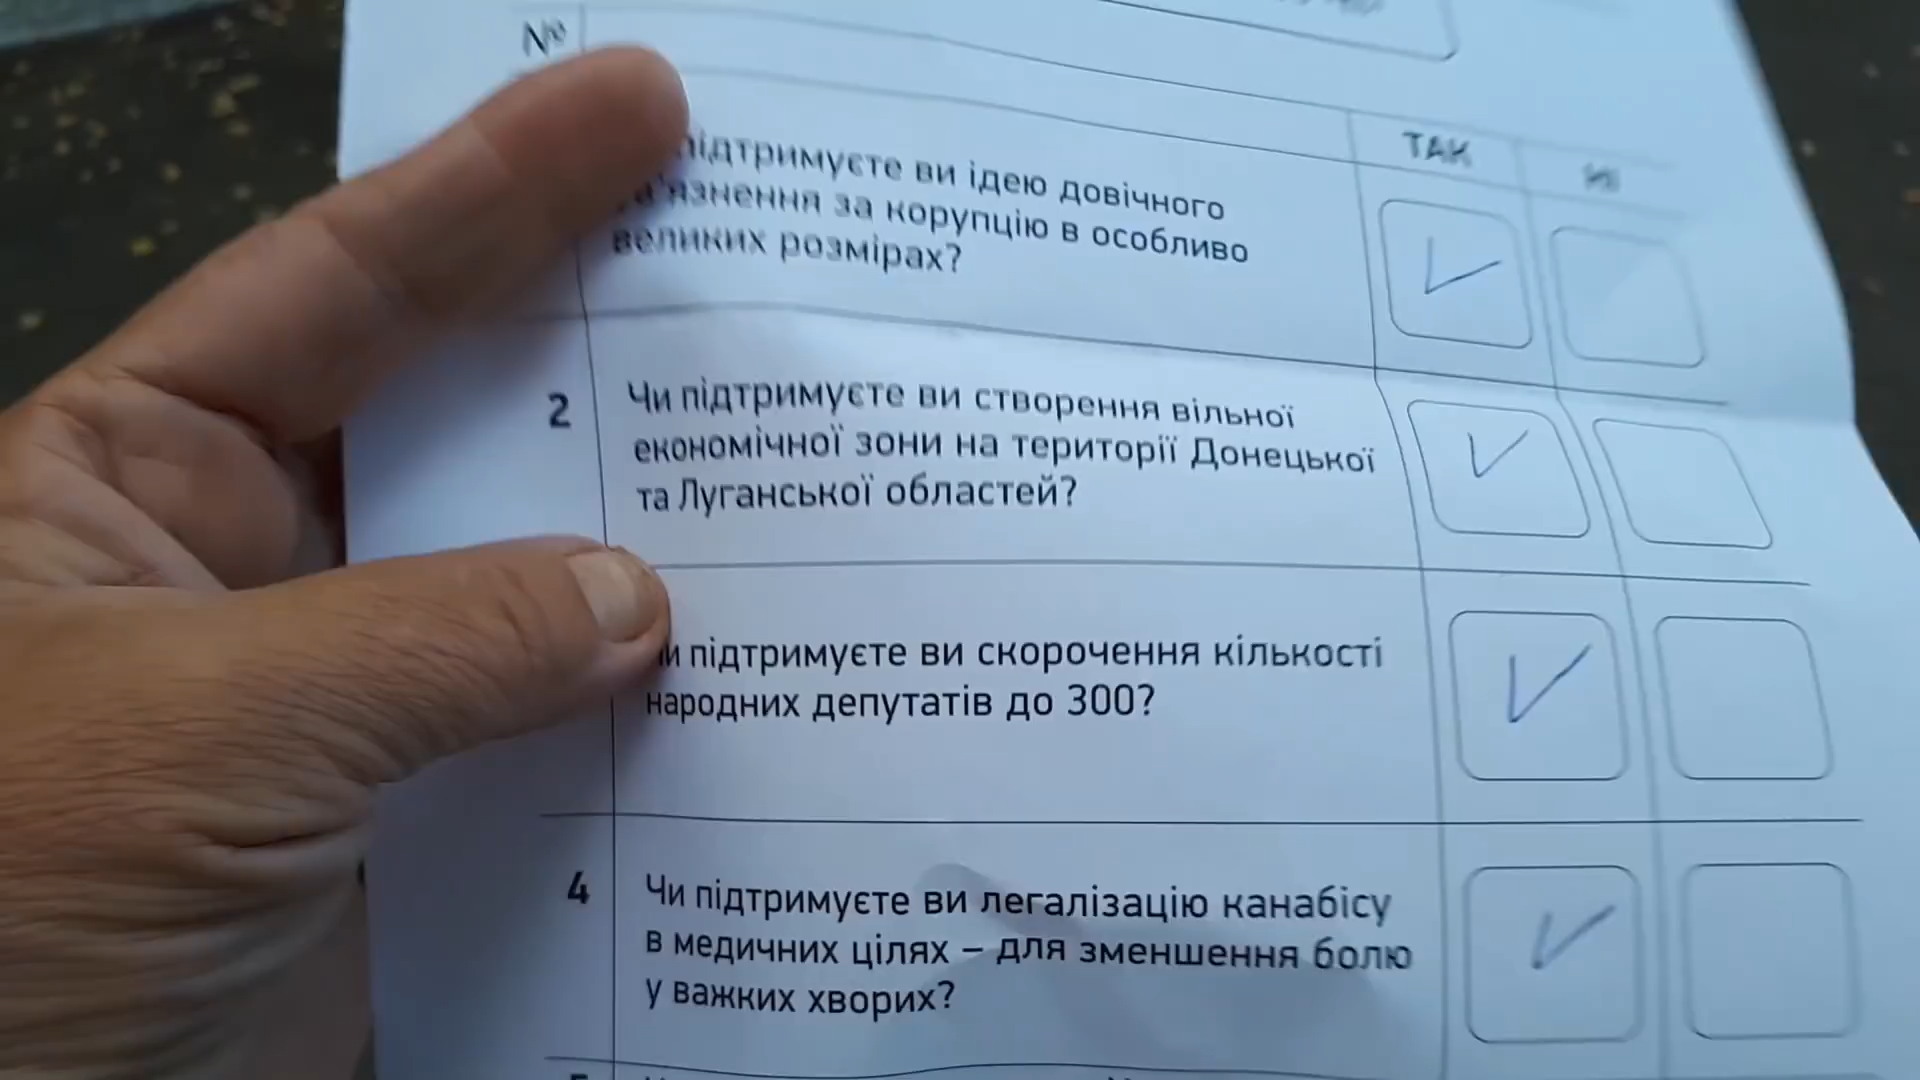 №
ТАК
підтримуєте ви ідею довічного
в'язнення за корупцію в особливо
великих розмірах?
2
Чи підтримуєте ви створення вільної
економічної зони на території Донецької
та Луганської областей?
и підтримуєте ви скорочення кількості
народних депутатів до 300?
4
Чи підтримуєте ви легалізацію канабісу
в медичних цілях – для зменшення болю
у важких хворих?